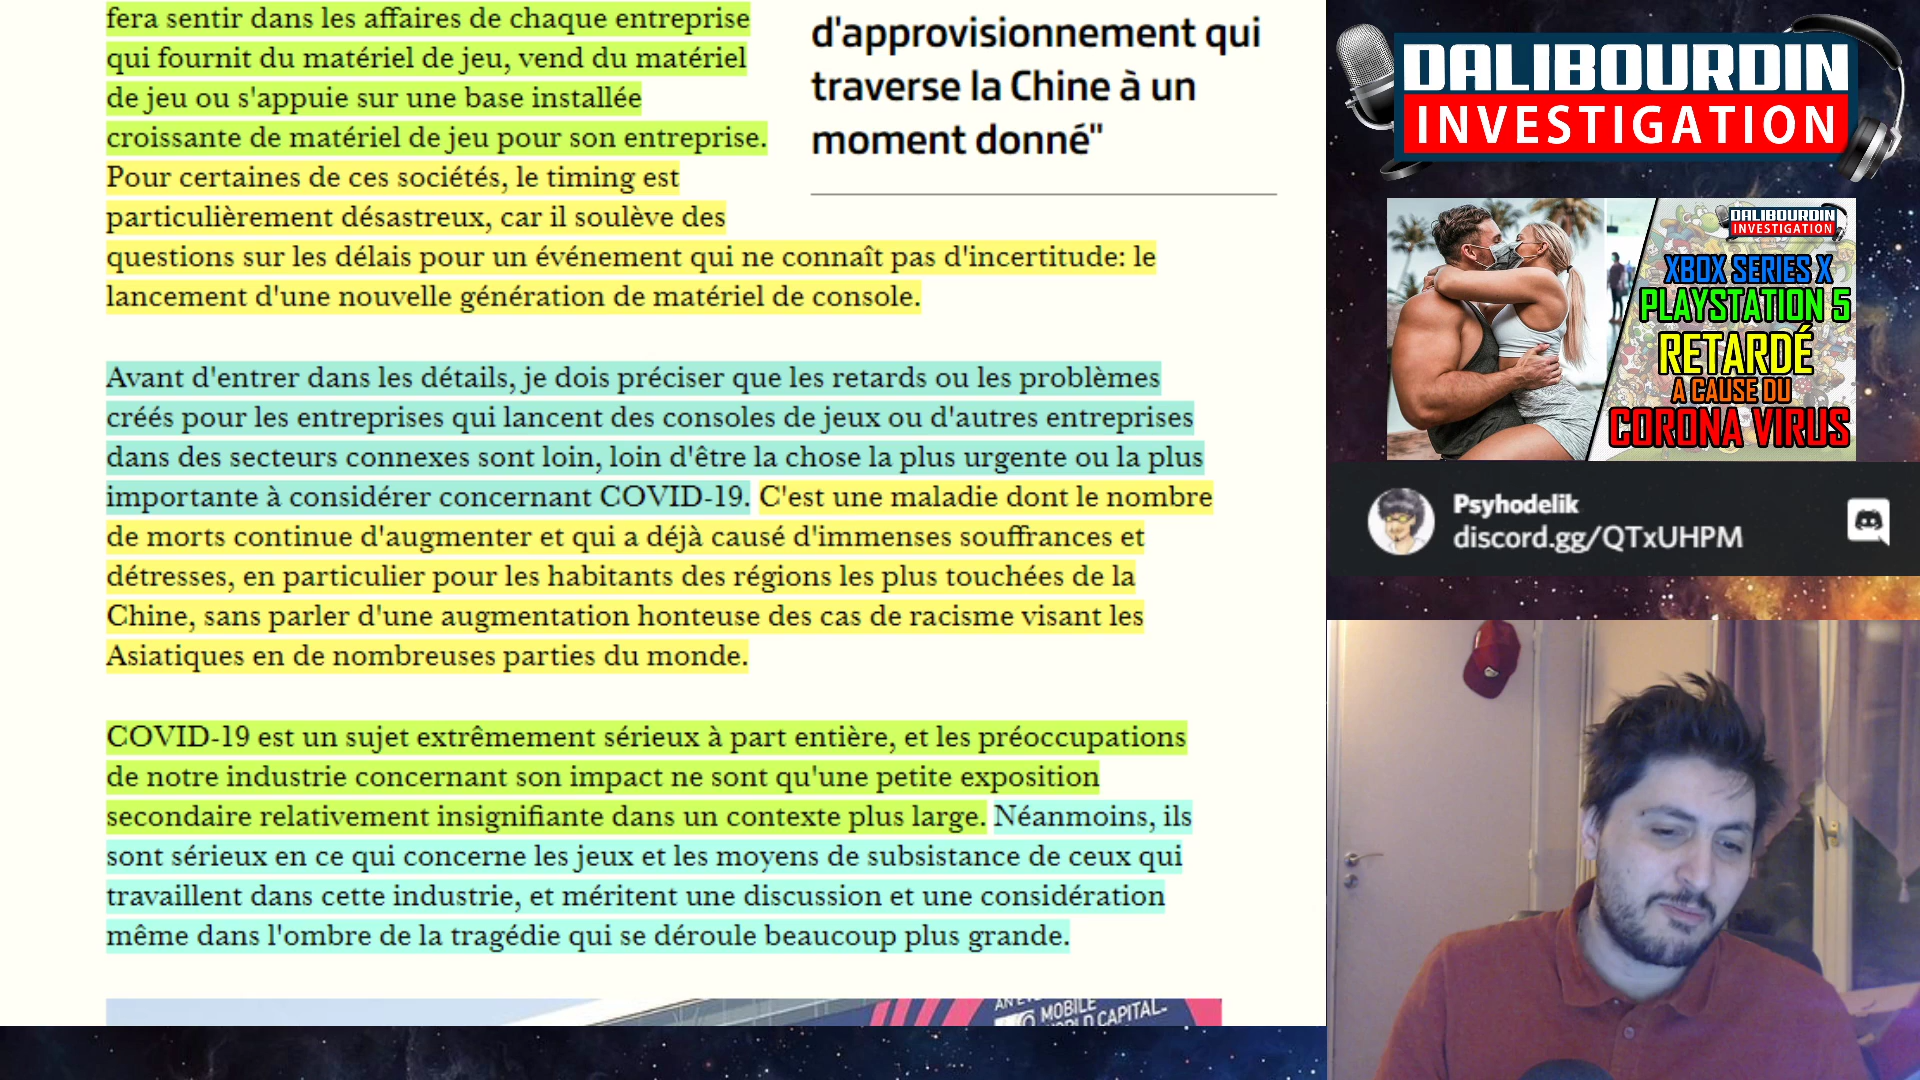 fera sentir dans les affaires de chaque entreprise
qui fournit du matériel de jeu, vend du matériel
de jeu ou s'appuie sur une base installée
croissante de matériel de jeu pour son entreprise.
Pour certaines de ces sociétés, le timing est
particulièrement désastreux, car il soulève des
questions sur les délais pour un événement qui ne connaît pas d'incertitude: le
lancement d'une nouvelle génération de matériel de console.
d'approvisionnement qui
traverse la Chine à un
moment donné"
Avant d'entrer dans les détails, je dois préciser que les retards ou les problèmes
créés pour les entreprises qui lancent des consoles de jeux ou d'autres entreprises
dans des secteurs connexes sont loin, loin d'être la chose la plus urgente ou la plus
importante à considérer concernant COVID-19. C'est une maladie dont le nombre
de morts continue d'augmenter et qui a déjà causé d'immenses souffrances et
détresses, en particulier pour les habitants des régions les plus touchées de la
Chine, sans parler d'une augmentation honteuse des cas de racisme visant les
Asiatiques en de nombreuses parties du monde.
COVID-19 est un sujet extrêmement sérieux à part entière, et les préoccupations
de notre industrie concernant son impact ne sont qu'une petite exposition
secondaire relativement insignifiante dans un contexte plus large. Néanmoins, ils
sont sérieux en ce qui concerne les jeux et les moyens de subsistance de ceux qui
travaillent dans cette industrie, et méritent une discussion et une considération
même dans l'ombre de la tragédie qui se déroule beaucoup plus grande.
MOBILE
CAPITAL
DALIBOURDIN
INVESTIGATION
DALIBOURDIN
INVESTIGATION
XBOX SERIES X
PLAYSTATION 5
RETARDÉ
A CAUSE DU
CORONA VIRUS
Psyhodelik
discord.gg/QTxUHPM